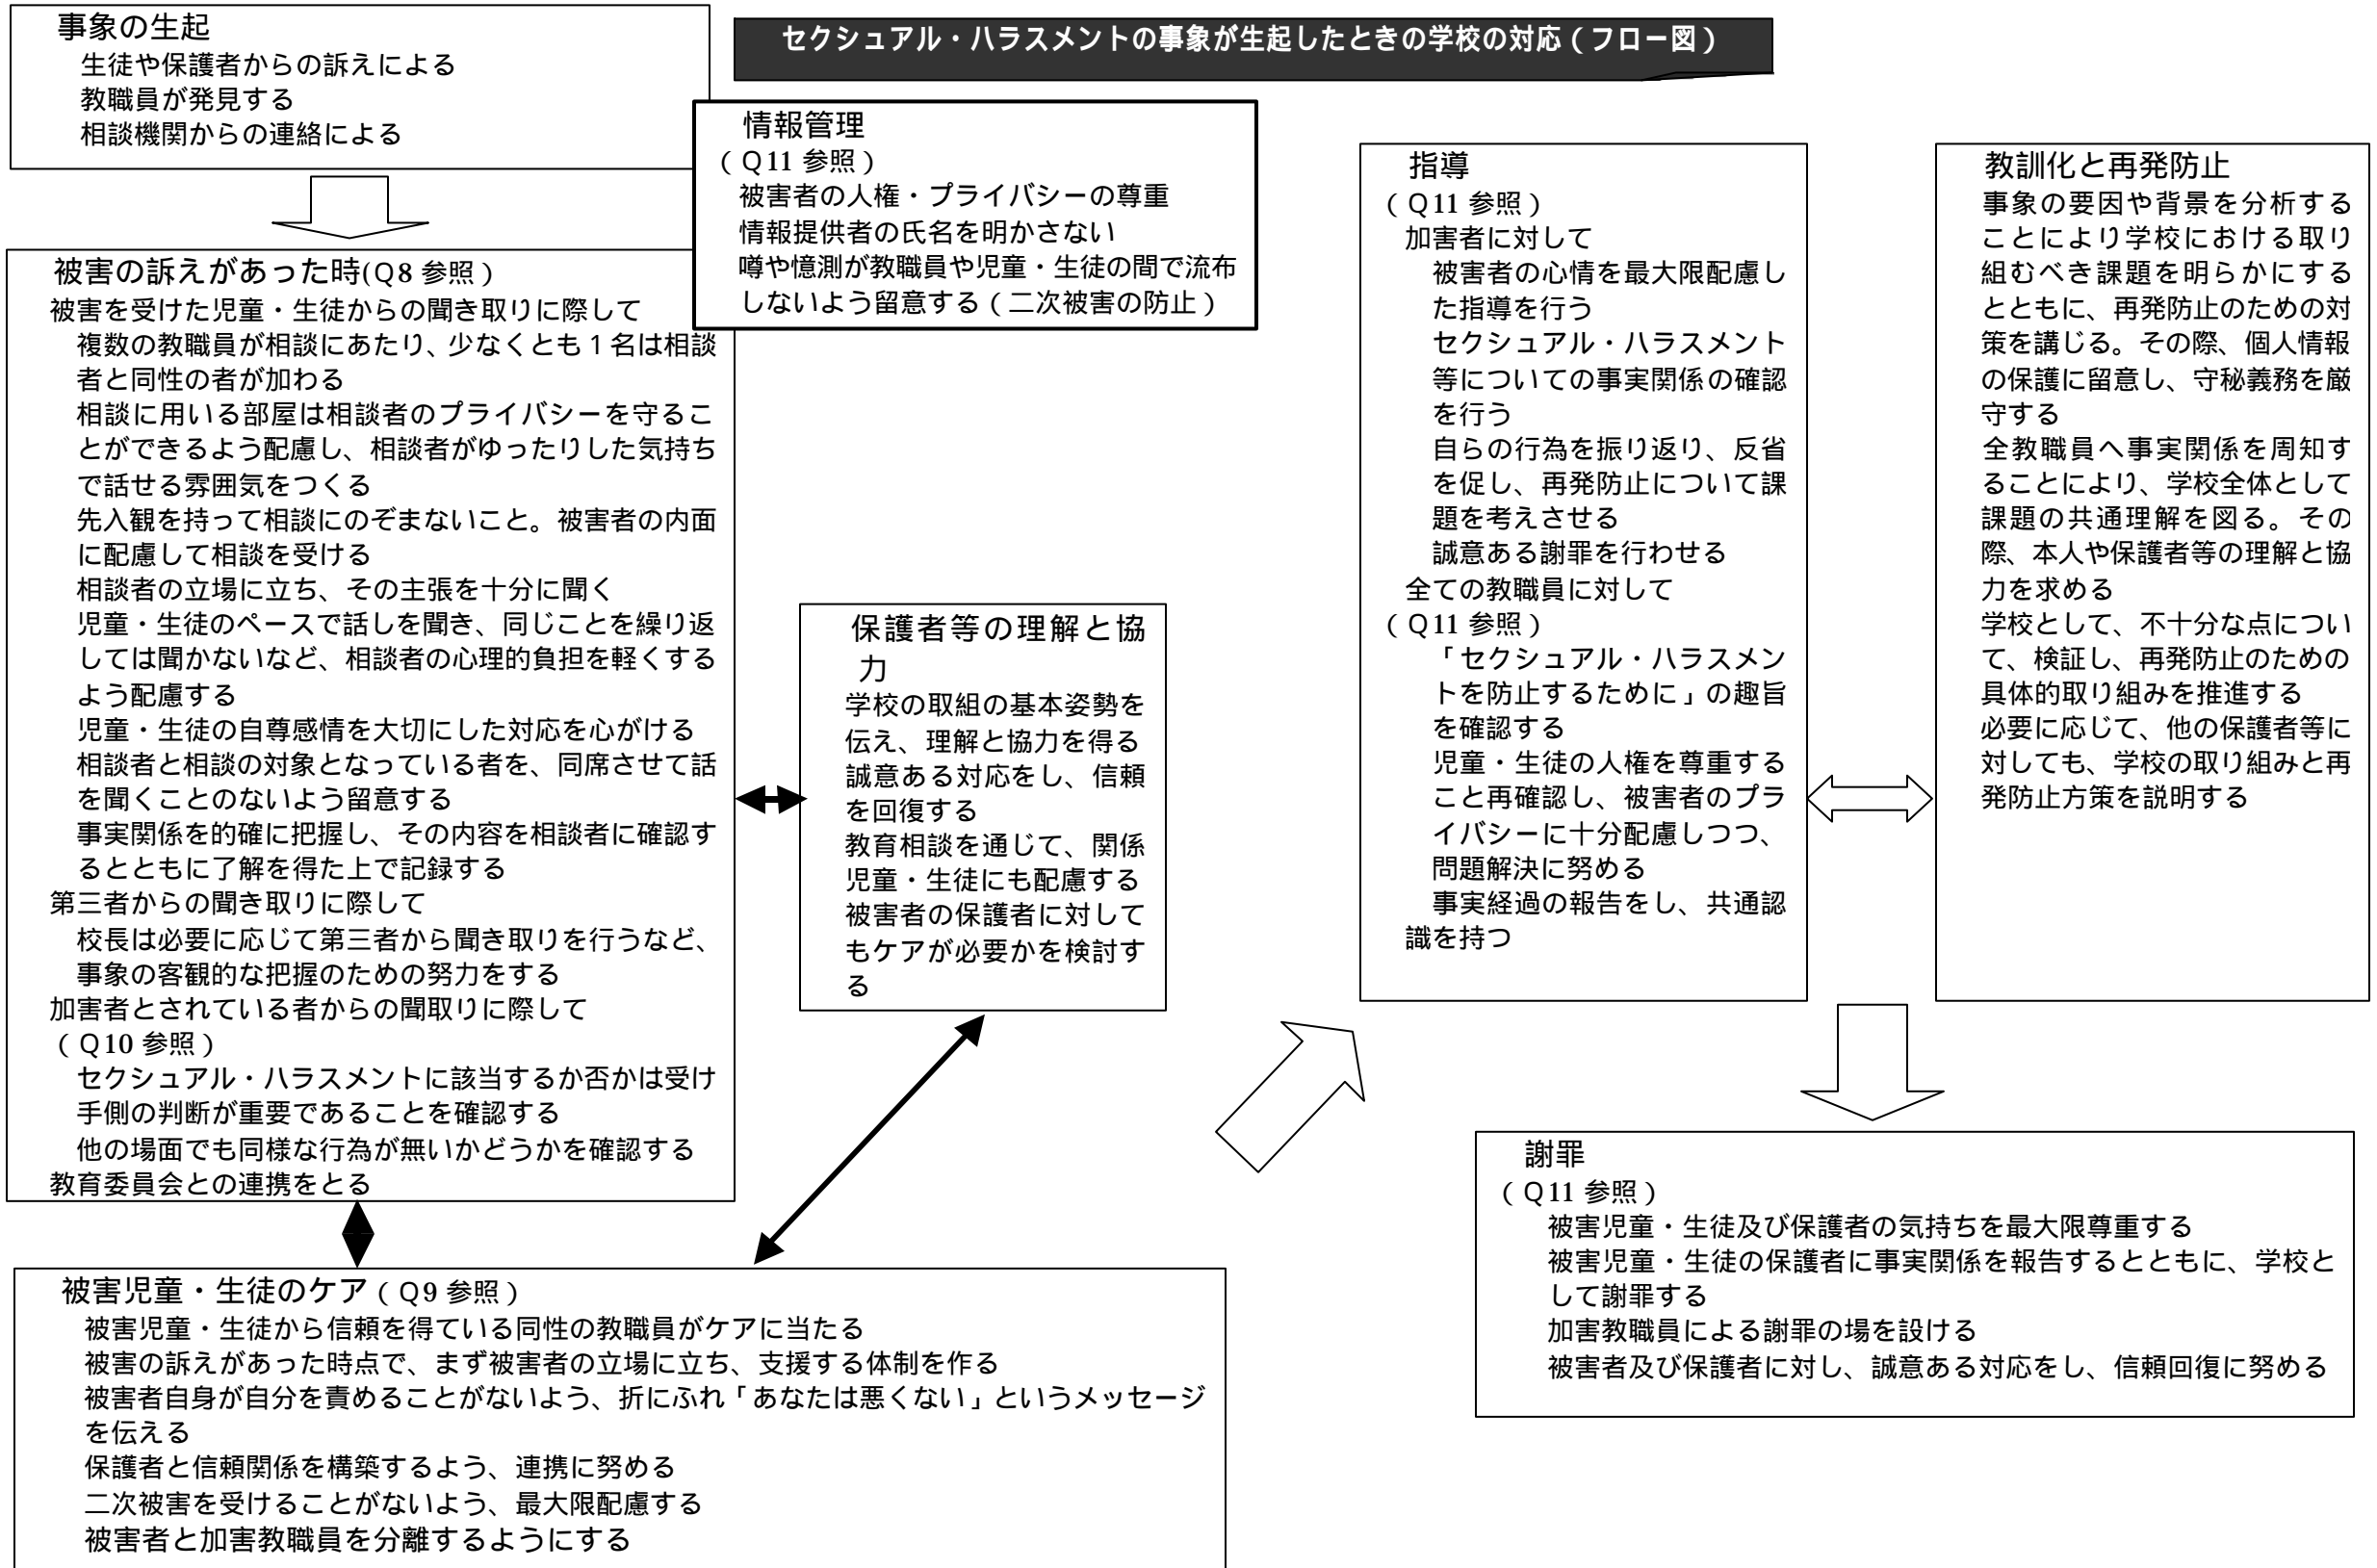 セクシュアル・ハラスメントの事象が生起したときの学校の対応(フロー図)
事象の生起
生徒や保護者からの訴えによる
教職員が発見する
相談機関からの連絡による
情報管理
(Q11 参照)
被害者の人権・プライバシーの尊重
情報提供者の氏名を明かさない
噂や憶測が教職員や児童・生徒の間で流布
しないよう留意する(二次被害の防止)
被害の訴えがあった時(Q8 参照)
被害を受けた児童・生徒からの聞き取りに際して
複数の教職員が相談にあたり、少なくとも1名は相談
者と同性の者が加わる
相談に用いる部屋は相談者のプライバシーを守るこ
とができるよう配慮し、相談者がゆったりした気持ち
で話せる雰囲気をつくる
先入観を持って相談にのぞまないこと。被害者の内面
に配慮して相談を受ける
相談者の立場に立ち、その主張を十分に聞く
児童・生徒のペースで話しを聞き、同じことを繰り返
しては聞かないなど、相談者の心理的負担を軽くする
よう配慮する
児童・生徒の自尊感情を大切にした対応を心がける
相談者と相談の対象となっている者を、同席させて話
を聞くことのないよう留意する
事実関係を的確に把握し、その内容を相談者に確認す
るとともに了解を得た上で記録する
第三者からの聞き取りに際して
校長は必要に応じて第三者から聞き取りを行うなど、
事象の客観的な把握のための努力をする
加害者とされている者からの聞取りに際して
(Q10 参照)
セクシュアル・ハラスメントに該当するか否かは受け
手側の判断が重要であることを確認する
他の場面でも同様な行為が無いかどうかを確認する
教育委員会との連携をとる
保護者等の理解と協
力
学校の取組の基本姿勢を
伝え、理解と協力を得る
誠意ある対応をし、信頼
を回復する
教育相談を通じて、関係
児童・生徒にも配慮する
被害者の保護者に対して
もケアが必要かを検討す
る
被害児童・生徒のケア(Q9 参照)
被害児童・生徒から信頼を得ている同性の教職員がケアに当たる
被害の訴えがあった時点で、まず被害者の立場に立ち、支援する体制を作る
被害者自身が自分を責めることがないよう、折にふれ「あなたは悪くない」というメッセージ
を伝える
保護者と信頼関係を構築するよう、連携に努める
二次被害を受けることがないよう、最大限配慮する
被害者と加害教職員を分離するようにする
指導
(Q11 参照)
加害者に対して
被害者の心情を最大限配慮し
た指導を行う
セクシュアル・ハラスメント
等についての事実関係の確認
を行う
自らの行為を振り返り、反省
を促し、再発防止について課
題を考えさせる
誠意ある謝罪を行わせる
全ての教職員に対して
(Q11 参照)
「セクシュアル・ハラスメン
トを防止するために」の趣旨
を確認する
児童・生徒の人権を尊重する
こと再確認し、被害者のプラ
イバシーに十分配慮しつつ、
問題解決に努める
事実経過の報告をし、共通認
識を持つ
教訓化と再発防止
事象の要因や背景を分析する
ことにより学校における取り
組むべき課題を明らかにする
とともに、再発防止のための対
策を講じる。その際、個人情報
の保護に留意し、守秘義務を厳
守する
全教職員へ事実関係を周知す
ることにより、学校全体として
課題の共通理解を図る。その
際、本人や保護者等の理解と協
力を求める
学校として、不十分な点につい
て、検証し、再発防止のための
具体的取り組みを推進する
必要に応じて、他の保護者等に
対しても、学校の取り組みと再
発防止方策を説明する
謝罪
(Q11 参照)
被害児童・生徒及び保護者の気持ちを最大限尊重する
被害児童・生徒の保護者に事実関係を報告するとともに、学校と
して謝罪する
加害教職員による謝罪の場を設ける
被害者及び保護者に対し、誠意ある対応をし、信頼回復に努める